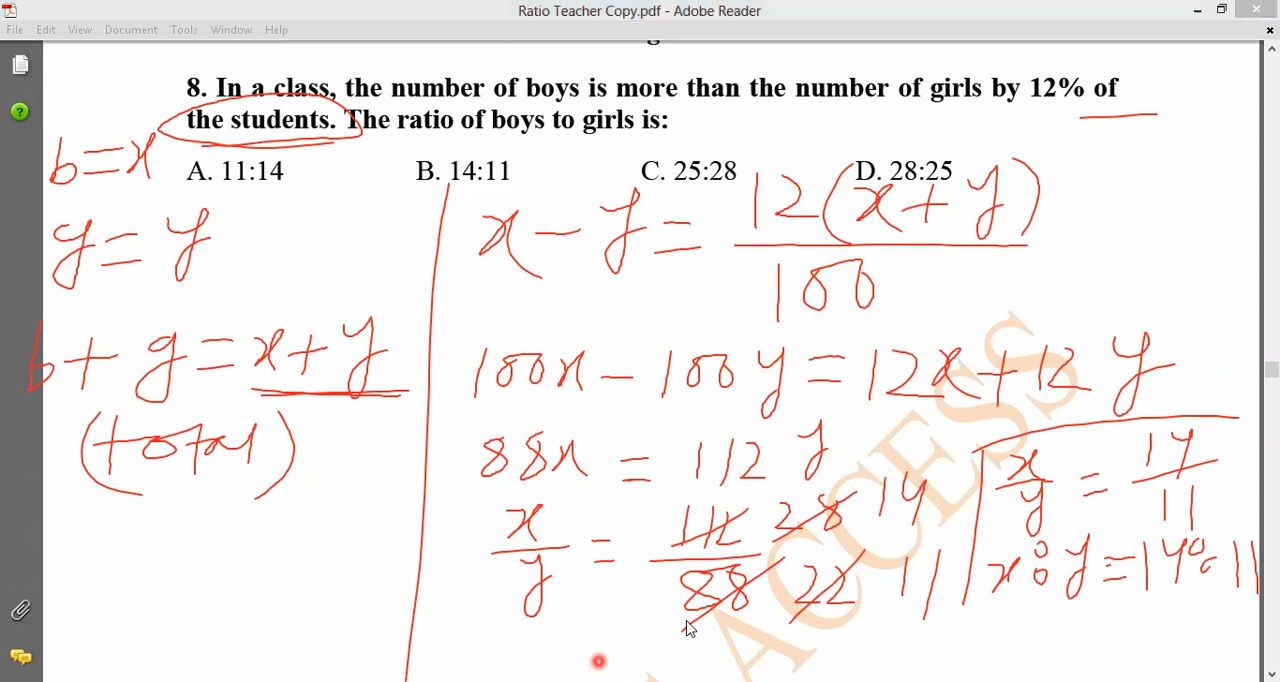 Ratio Teacher Copy.pdf - Adobe Reader
File Edit View Document Tools Window Help
8. In a class, the number of boys is more than the number of girls by 12% of
the students. The ratio of boys to girls is:
A. 11:14 B. 14:11 C. 25:28 D. 28:25
b = x
g = y
b + g = x + y
(total)
x - y = 12(x + y)
100
100x - 100y = 12x + 12y
88x = 112y
x/y = 112/88 28/22 14/11
x/y = 14/11
x : y = 14 : 11
ACCESS